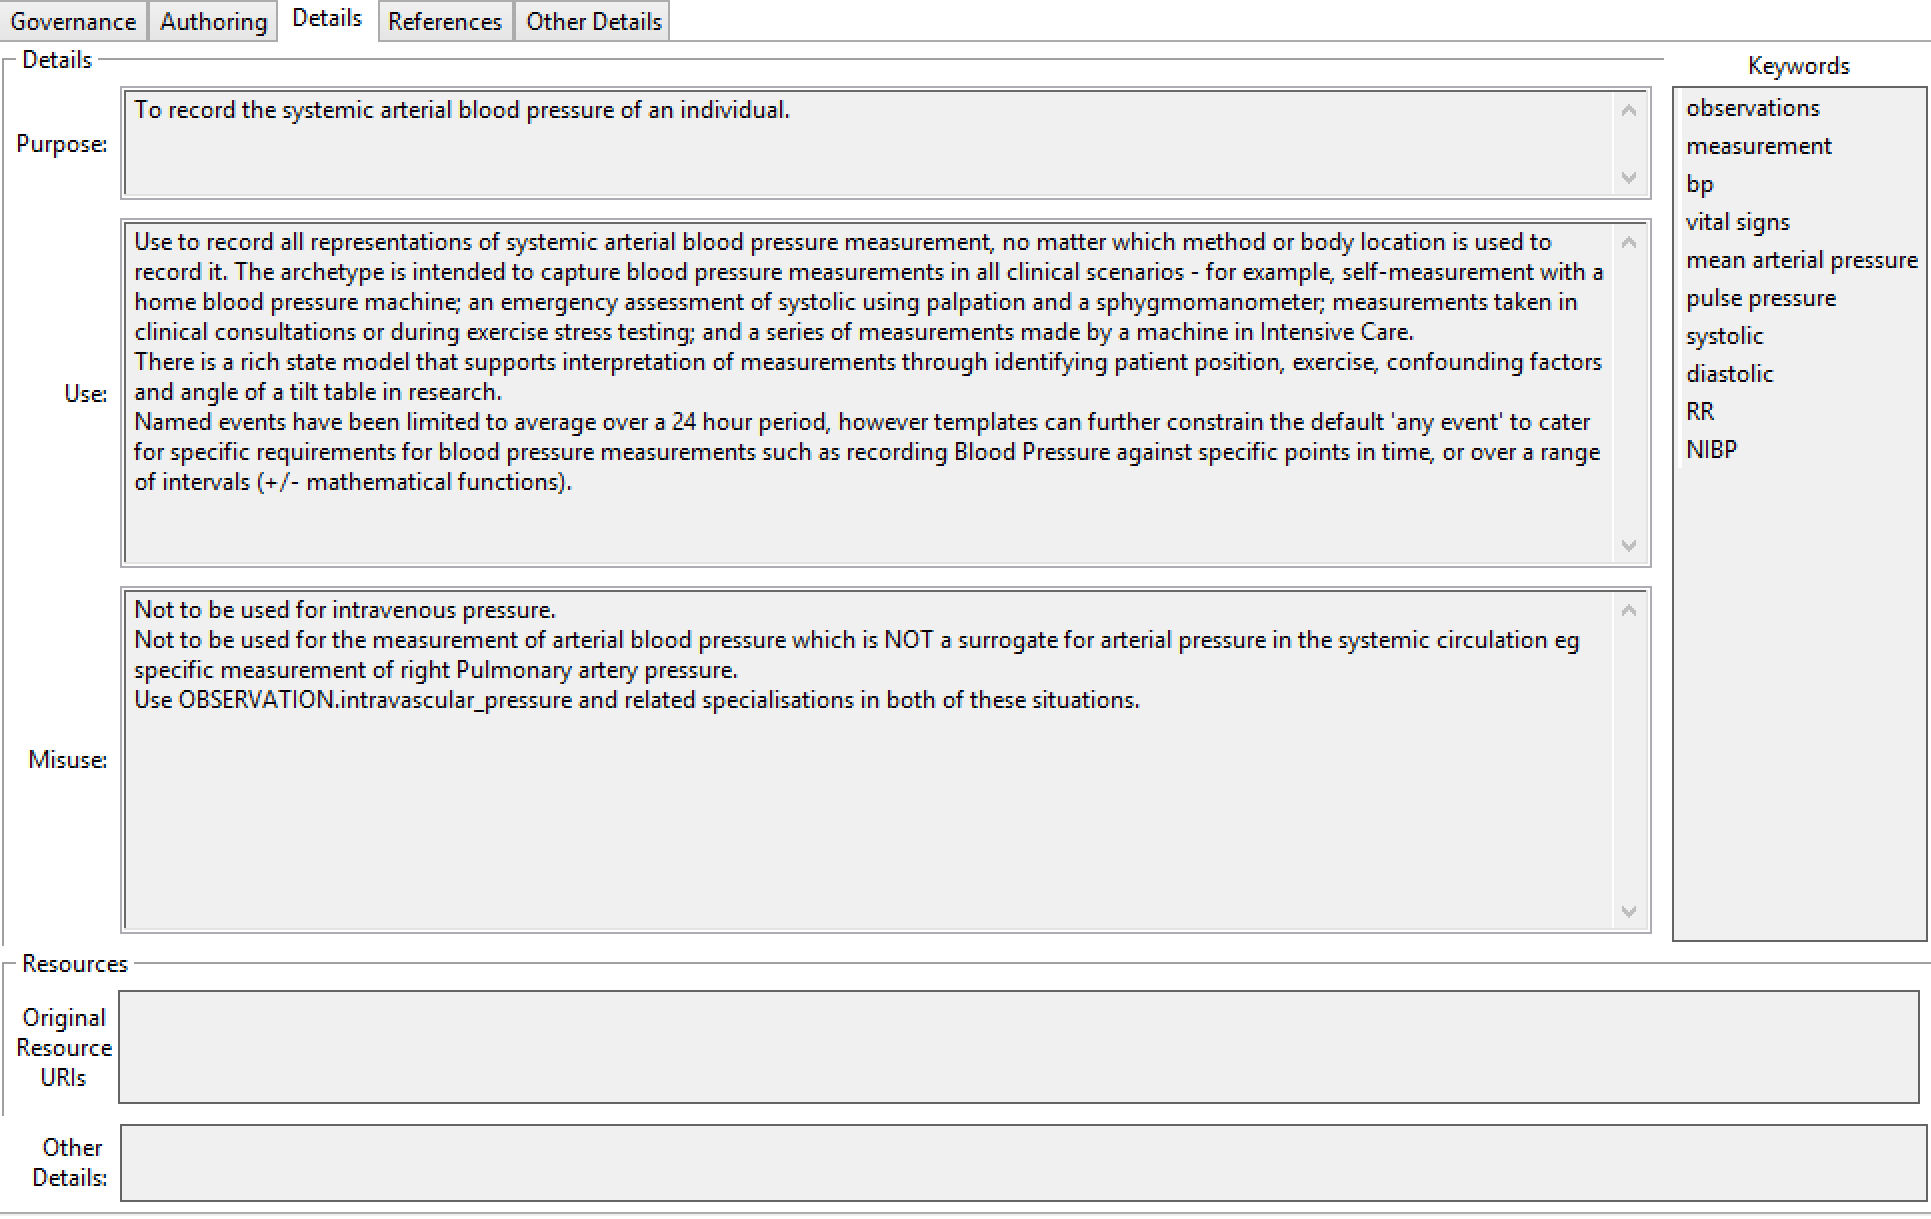 Governance
Authoring
Details
References
Other Details
Details
Purpose:
To record the systemic arterial blood pressure of an individual.
Use:
Use to record all representations of systemic arterial blood pressure measurement, no matter which method or body location is used to
record it. The archetype is intended to capture blood pressure measurements in all clinical scenarios - for example, self-measurement with a
home blood pressure machine; an emergency assessment of systolic using palpation and a sphygmomanometer; measurements taken in
clinical consultations or during exercise stress testing; and a series of measurements made by a machine in Intensive Care.
There is a rich state model that supports interpretation of measurements through identifying patient position, exercise, confounding factors
and angle of a tilt table in research.
Named events have been limited to average over a 24 hour period, however templates can further constrain the default 'any event' to cater
for specific requirements for blood pressure measurements such as recording Blood Pressure against specific points in time, or over a range
of intervals (+/- mathematical functions).
Misuse:
Not to be used for intravenous pressure.
Not to be used for the measurement of arterial blood pressure which is NOT a surrogate for arterial pressure in the systemic circulation eg
specific measurement of right Pulmonary artery pressure.
Use OBSERVATION.intravascular_pressure and related specialisations in both of these situations.
Keywords
observations
measurement
bp
vital signs
mean arterial pressure
pulse pressure
systolic
diastolic
RR
NIBP
Resources
Original
Resource
URIs
Other
Details: